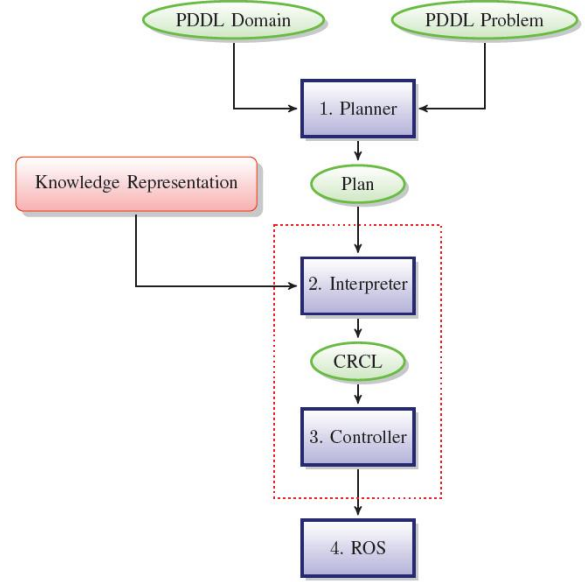 PDDL Domain
PDDL Problem
1. Planner
Knowledge Representation
Plan
2. Interpreter
CRCL
3. Controller
4. ROS